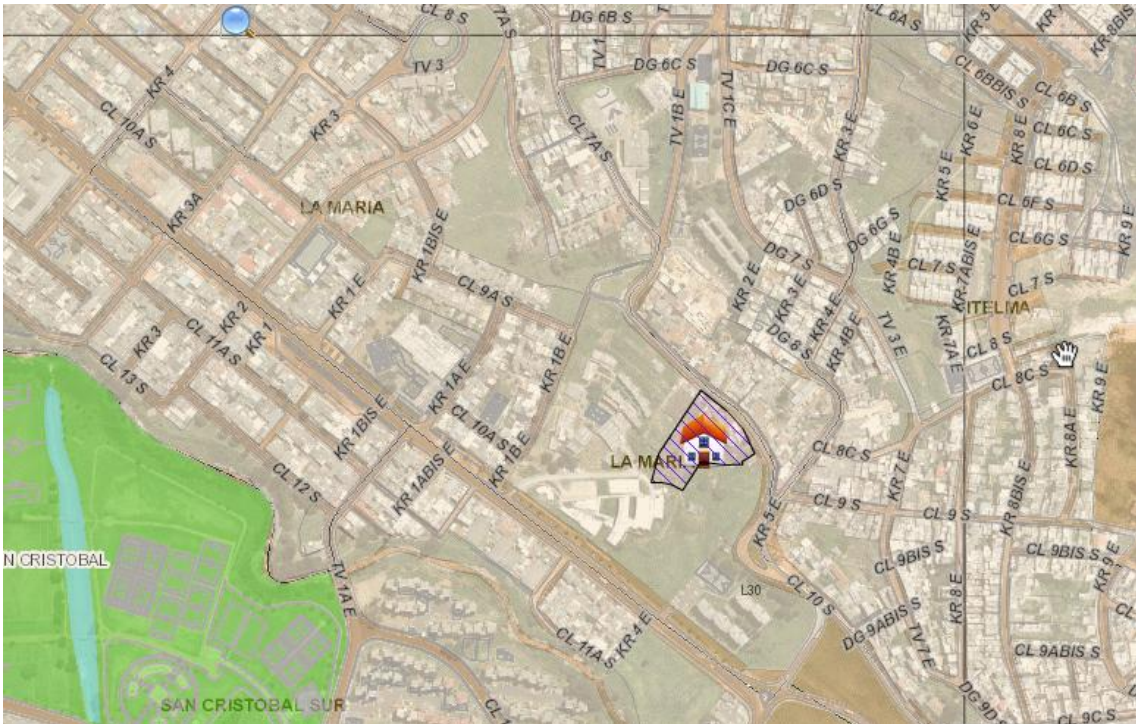 CL 8 S
7A S
DG 6B S
TV 1
CL 6A S
KR 5 E
KR 8BIS
TV 3
DG 6C S
DG 6C S
CL 6BBIS S
CL 6B S
KR 4
CL 10A S
KR 3
CL 7A S
TV 1B E
TV 1C E
KR 3 E
KR 6 E
KR 8 E
CL 6C S
CL 6D S
KR 5 E
KR 3A
LA MARIA
DG 6D S
CL 6F S
KR 9 E
KR 1BIS E
DG 6G S
CL 6G S
DG 7 S
KR 4B E
CL 7 S
KR 7ABIS E
KR 1 E
CL 9A S
KR 2 E
KR 3 E
KR 4 E
CL 7 S
ITELMA
KR 2
KR 1
KR 3
CL 11A S
KR 4B E
TV 3 E
DG 8 S
KR 7A E
CL 8 S
KR 1B E
CL 13 S
KR 1A E
CL 8C S
KR 9 E
KR 1BIS E
CL 10A S
KR 8A E
CL 8C S
LA MARI
KR 1B E
CL 12 S
KR 1ABIS E
KR 7 E
KR 8BIS E
KR 5 E
CL 9 S
CL 9 S
N CRISTOBAL
CL 9BIS S
CL 9BIS S
KR 9 E
TV 1A E
L30
CL 10 S
KR 8 E
KR 4 E
CL 11A S
DG 9ABIS S
TV 7 E
CL 9ABIS S
SAN CRISTOBAL SUR
CL 1
DG 9D
CL 9C S